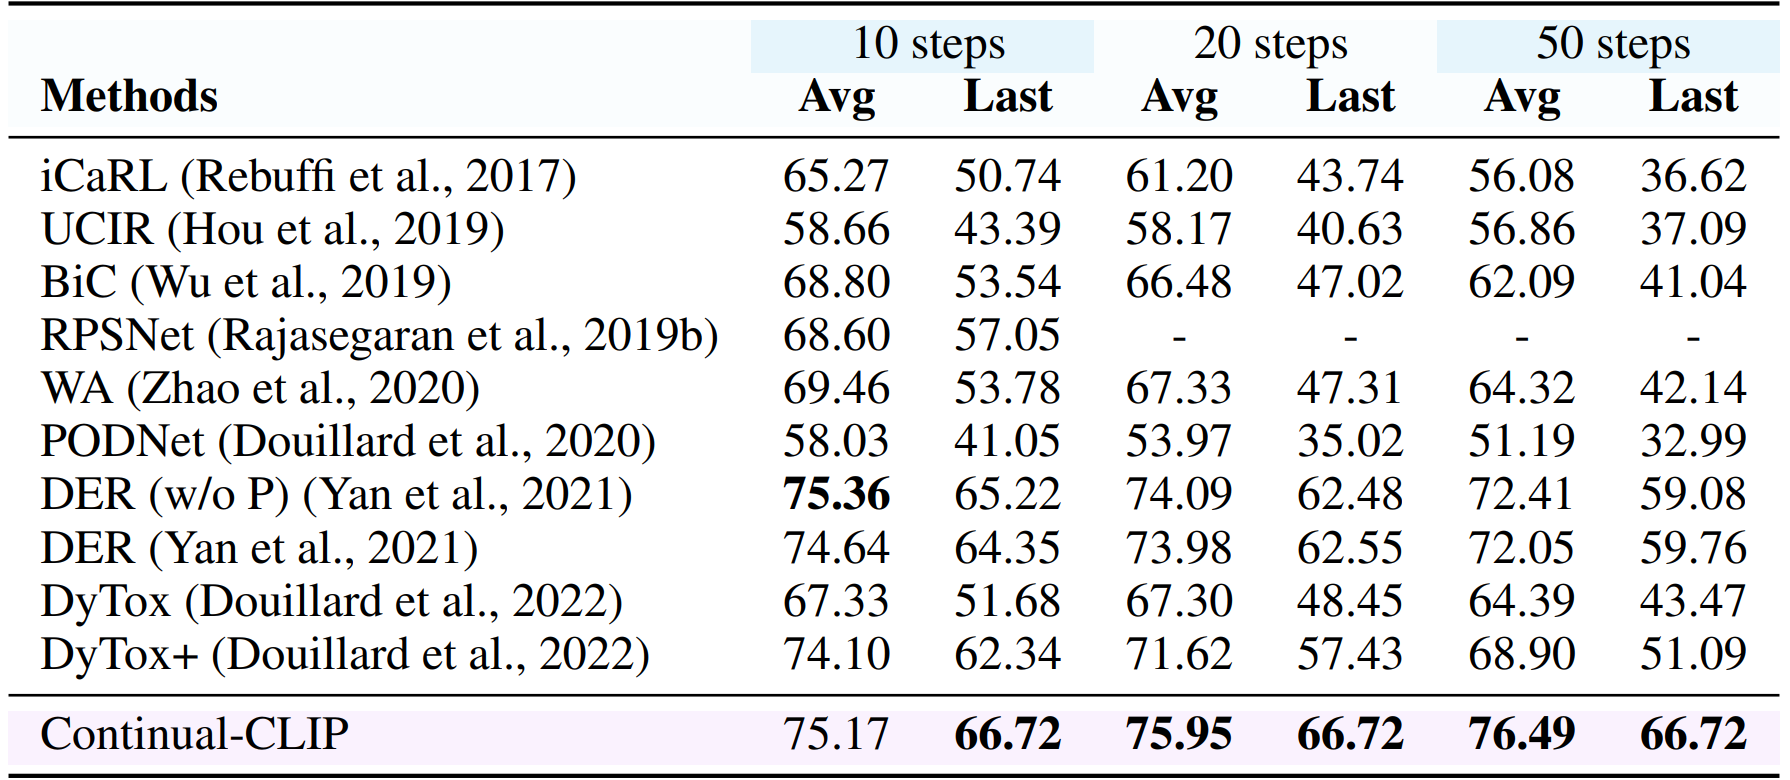 10 steps 20 steps 50 steps
Methods Avg Last Avg Last Avg Last
iCaRL (Rebuffi et al., 2017) 65.27 50.74 61.20 43.74 56.08 36.62
UCIR (Hou et al., 2019) 58.66 43.39 58.17 40.63 56.86 37.09
BiC (Wu et al., 2019) 68.80 53.54 66.48 47.02 62.09 41.04
RPSNet (Rajasegaran et al., 2019b) 68.60 57.05 - - - -
WA (Zhao et al., 2020) 69.46 53.78 67.33 47.31 64.32 42.14
PODNet (Douillard et al., 2020) 58.03 41.05 53.97 35.02 51.19 32.99
DER (w/o P) (Yan et al., 2021) 75.36 65.22 74.09 62.48 72.41 59.08
DER (Yan et al., 2021) 74.64 64.35 73.98 62.55 72.05 59.76
DyTox (Douillard et al., 2022) 67.33 51.68 67.30 48.45 64.39 43.47
DyTox+ (Douillard et al., 2022) 74.10 62.34 71.62 57.43 68.90 51.09
Continual-CLIP 75.17 66.72 75.95 66.72 76.49 66.72